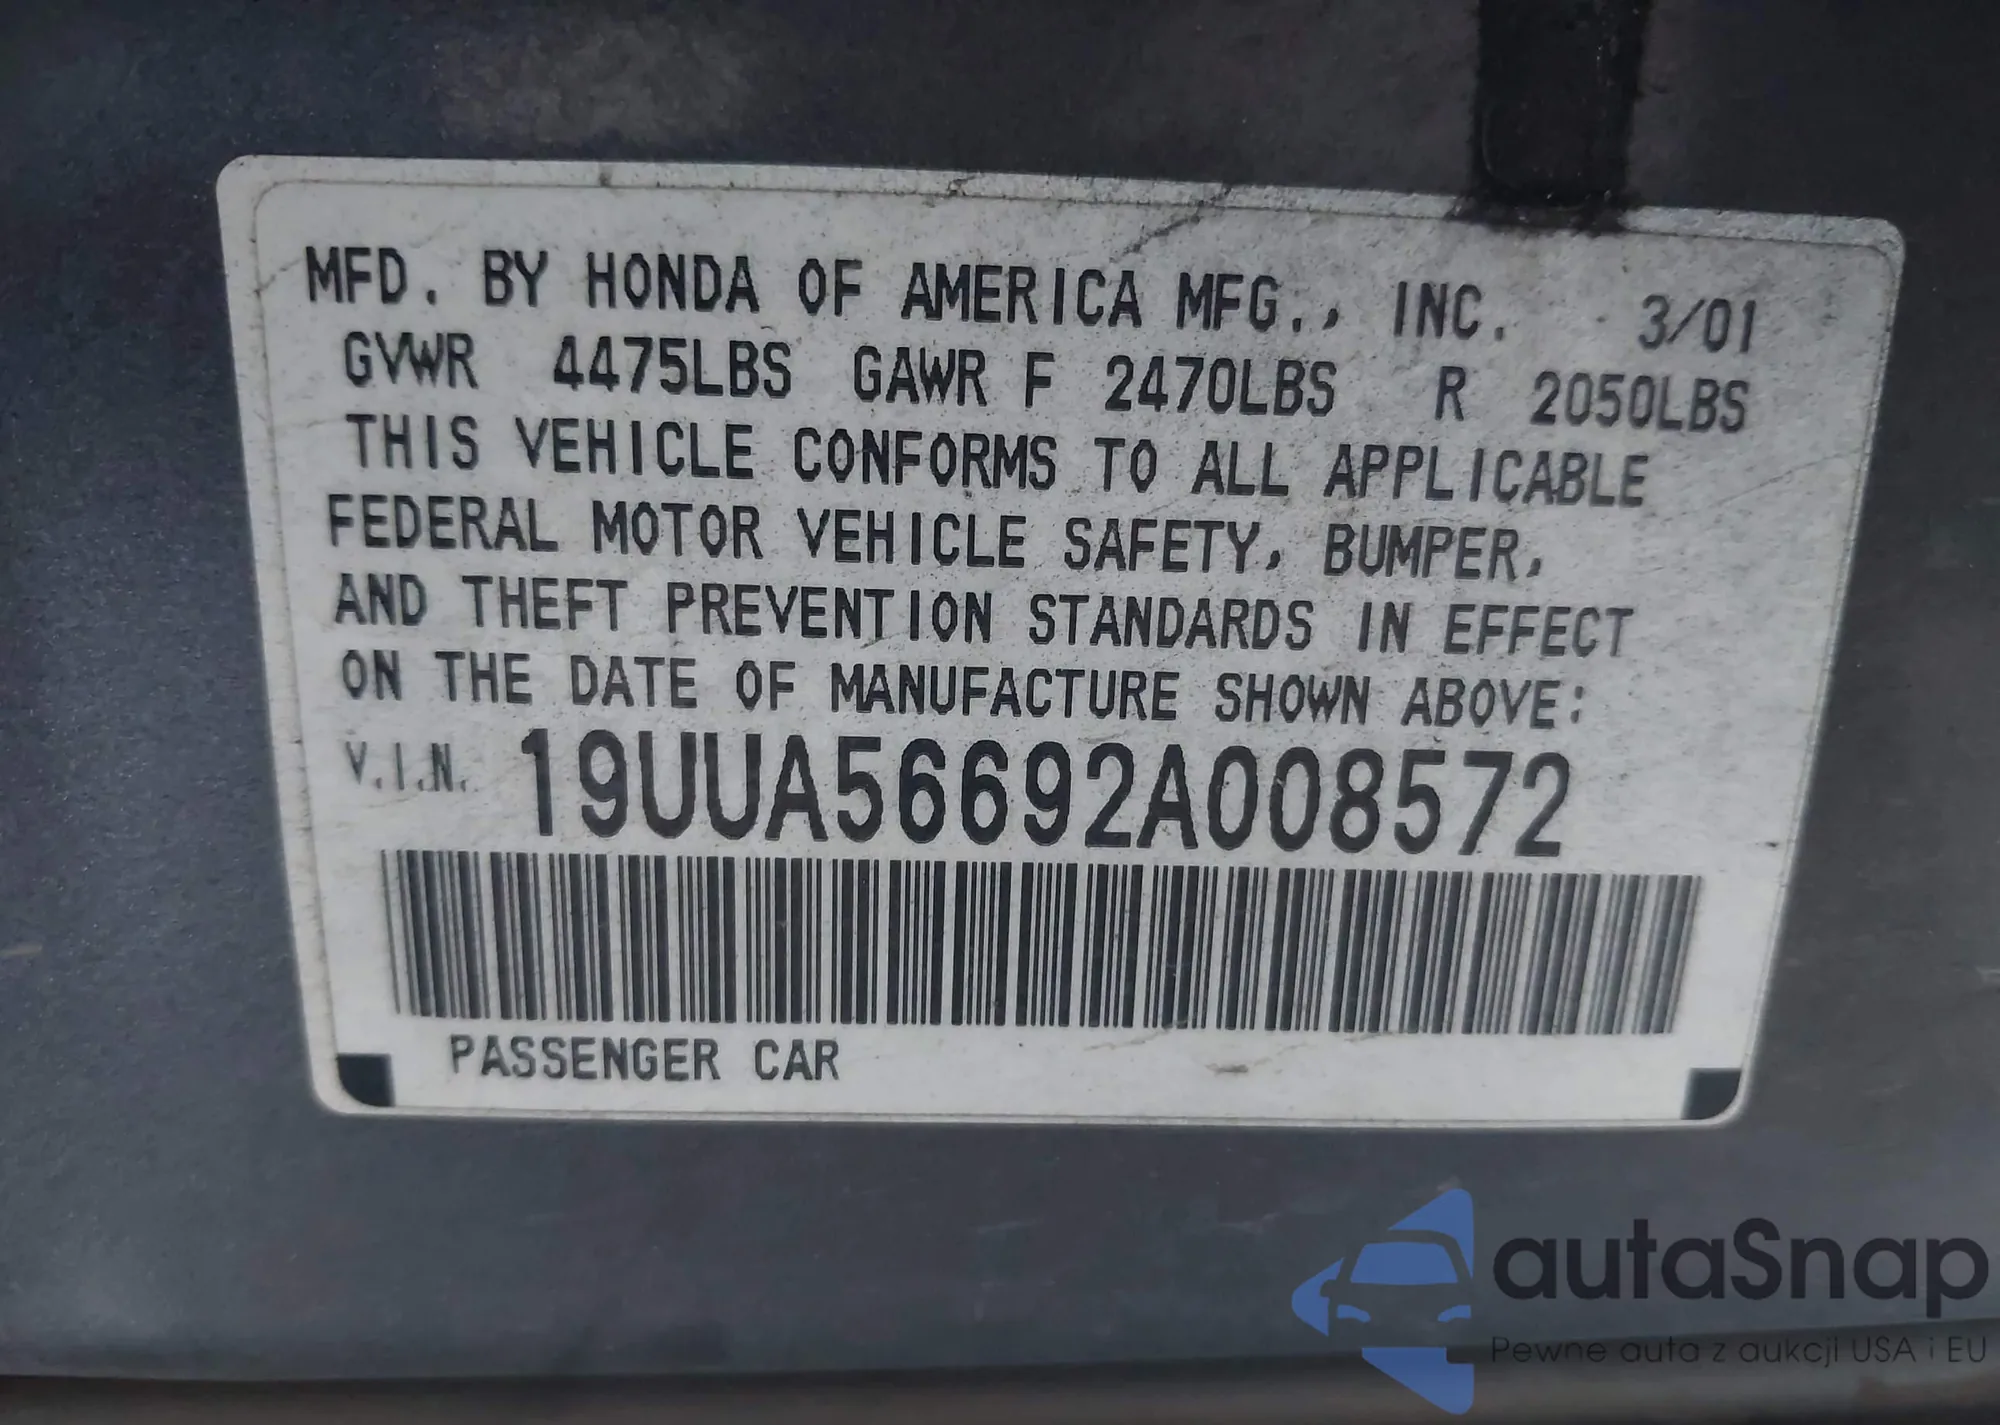 MFD. BY HONDA OF AMERICA MFG., INC. 3/01
GVWR 4475LBS GAWR F 2470LBS R 2050LBS
THIS VEHICLE CONFORMS TO ALL APPLICABLE
FEDERAL MOTOR VEHICLE SAFETY, BUMPER,
AND THEFT PREVENTION STANDARDS IN EFFECT
ON THE DATE OF MANUFACTURE SHOWN ABOVE:
V.I.N. 19UUA56692A008572
PASSENGER CAR
autaSnap
Pewne auta z aukcji USA i EU